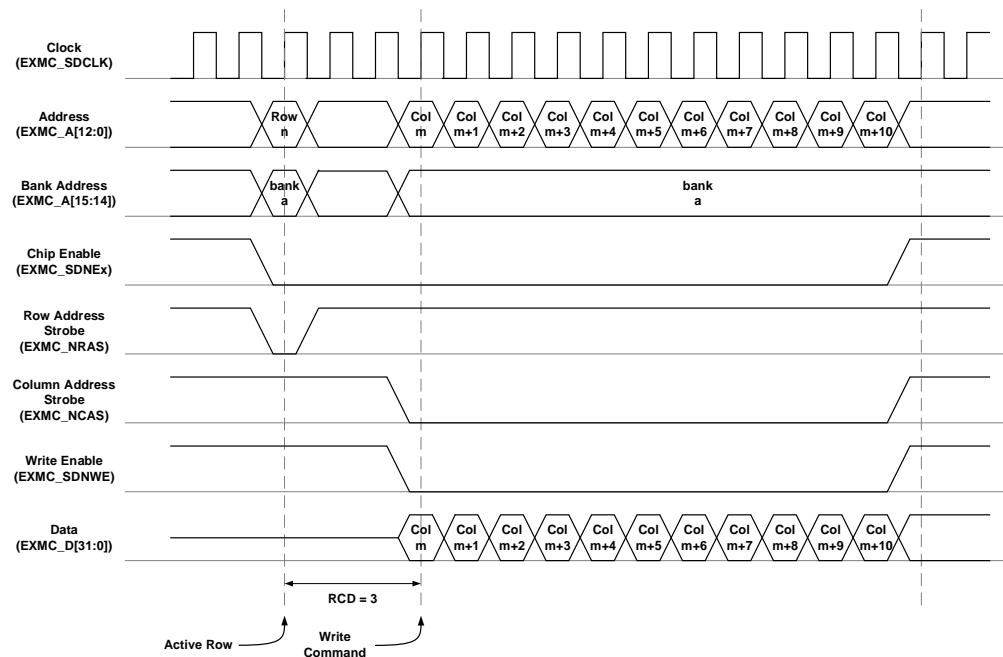 Clock
(EXMC_SDCLK)
Address
(EXMC_A[12:0])
Row
n
Col
m
Col
m+1
Col
m+2
Col
m+3
Col
m+4
Col
m+5
Col
m+6
Col
m+7
Col
m+8
Col
m+9
Col
m+10
Bank Address
(EXMC_A[15:14])
bank
a
bank
a
Chip Enable
(EXMC_SDNEx)
Row Address
Strobe
(EXMC_NRAS)
Column Address
Strobe
(EXMC_NCAS)
Write Enable
(EXMC_SDNWE)
Data
(EXMC_D[31:0])
Col
m
Col
m+1
Col
m+2
Col
m+3
Col
m+4
Col
m+5
Col
m+6
Col
m+7
Col
m+8
Col
m+9
Col
m+10
RCD = 3
Active Row
Write
Command